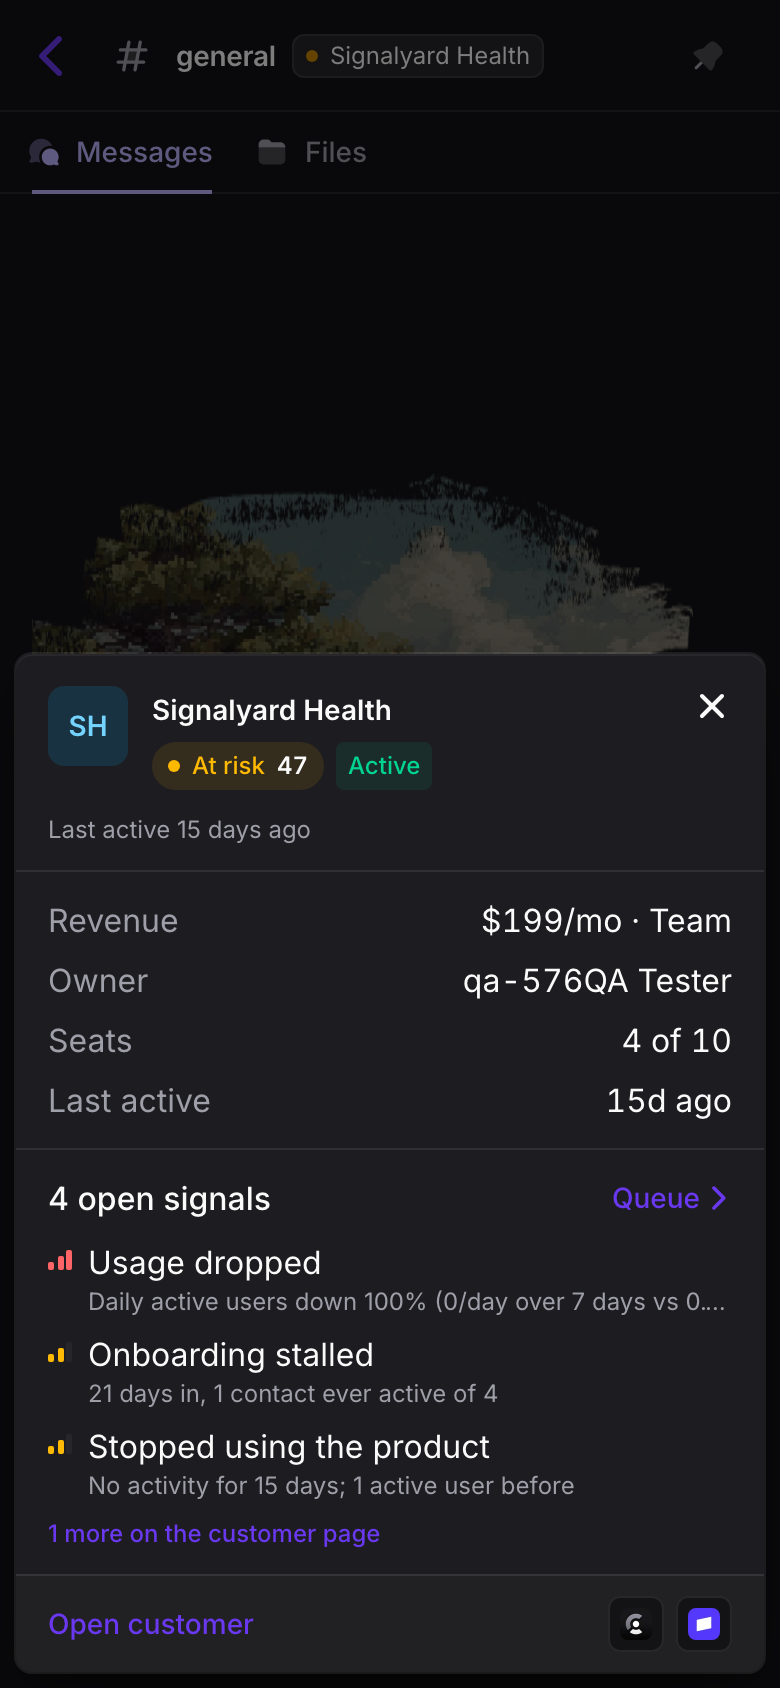 # general Signalyard Health
Messages Files
SH
Signalyard Health
At risk 47 Active
Last active 15 days ago
Revenue $199/mo · Team
Owner qa-576QA Tester
Seats 4 of 10
Last active 15d ago
4 open signals Queue
Usage dropped
Daily active users down 100% (0/day over 7 days vs 0....
Onboarding stalled
21 days in, 1 contact ever active of 4
Stopped using the product
No activity for 15 days; 1 active user before
1 more on the customer page
Open customer